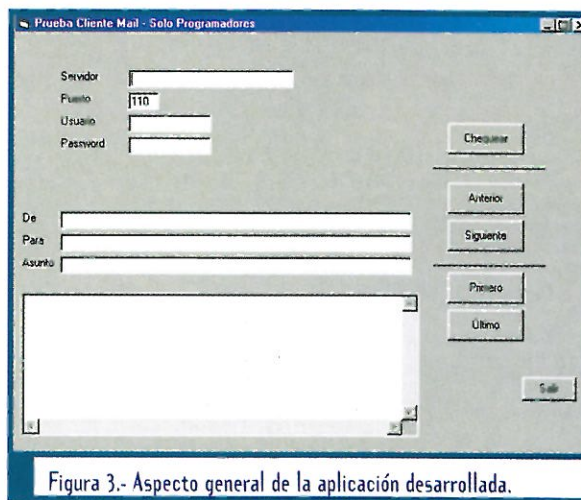 Prueba Cliente Mail - Solo Programadores
Servidor
Puerto 110
Usuario
Password
Chequear
Anterior
De
Para
Siguiente
Asunto
Primero
Último
Salir
Figura 3.- Aspecto general de la aplicación desarrollada.